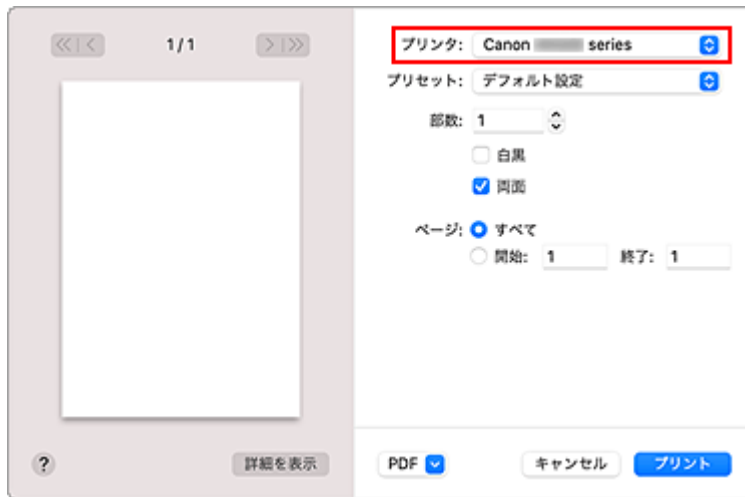 1 / 1
プリンタ: Canon series
プリセット: デフォルト設定
部数: 1
白黒
両面
ページ: すべて
開始: 1 終了: 1
? 詳細を表示 PDF キャンセル プリント